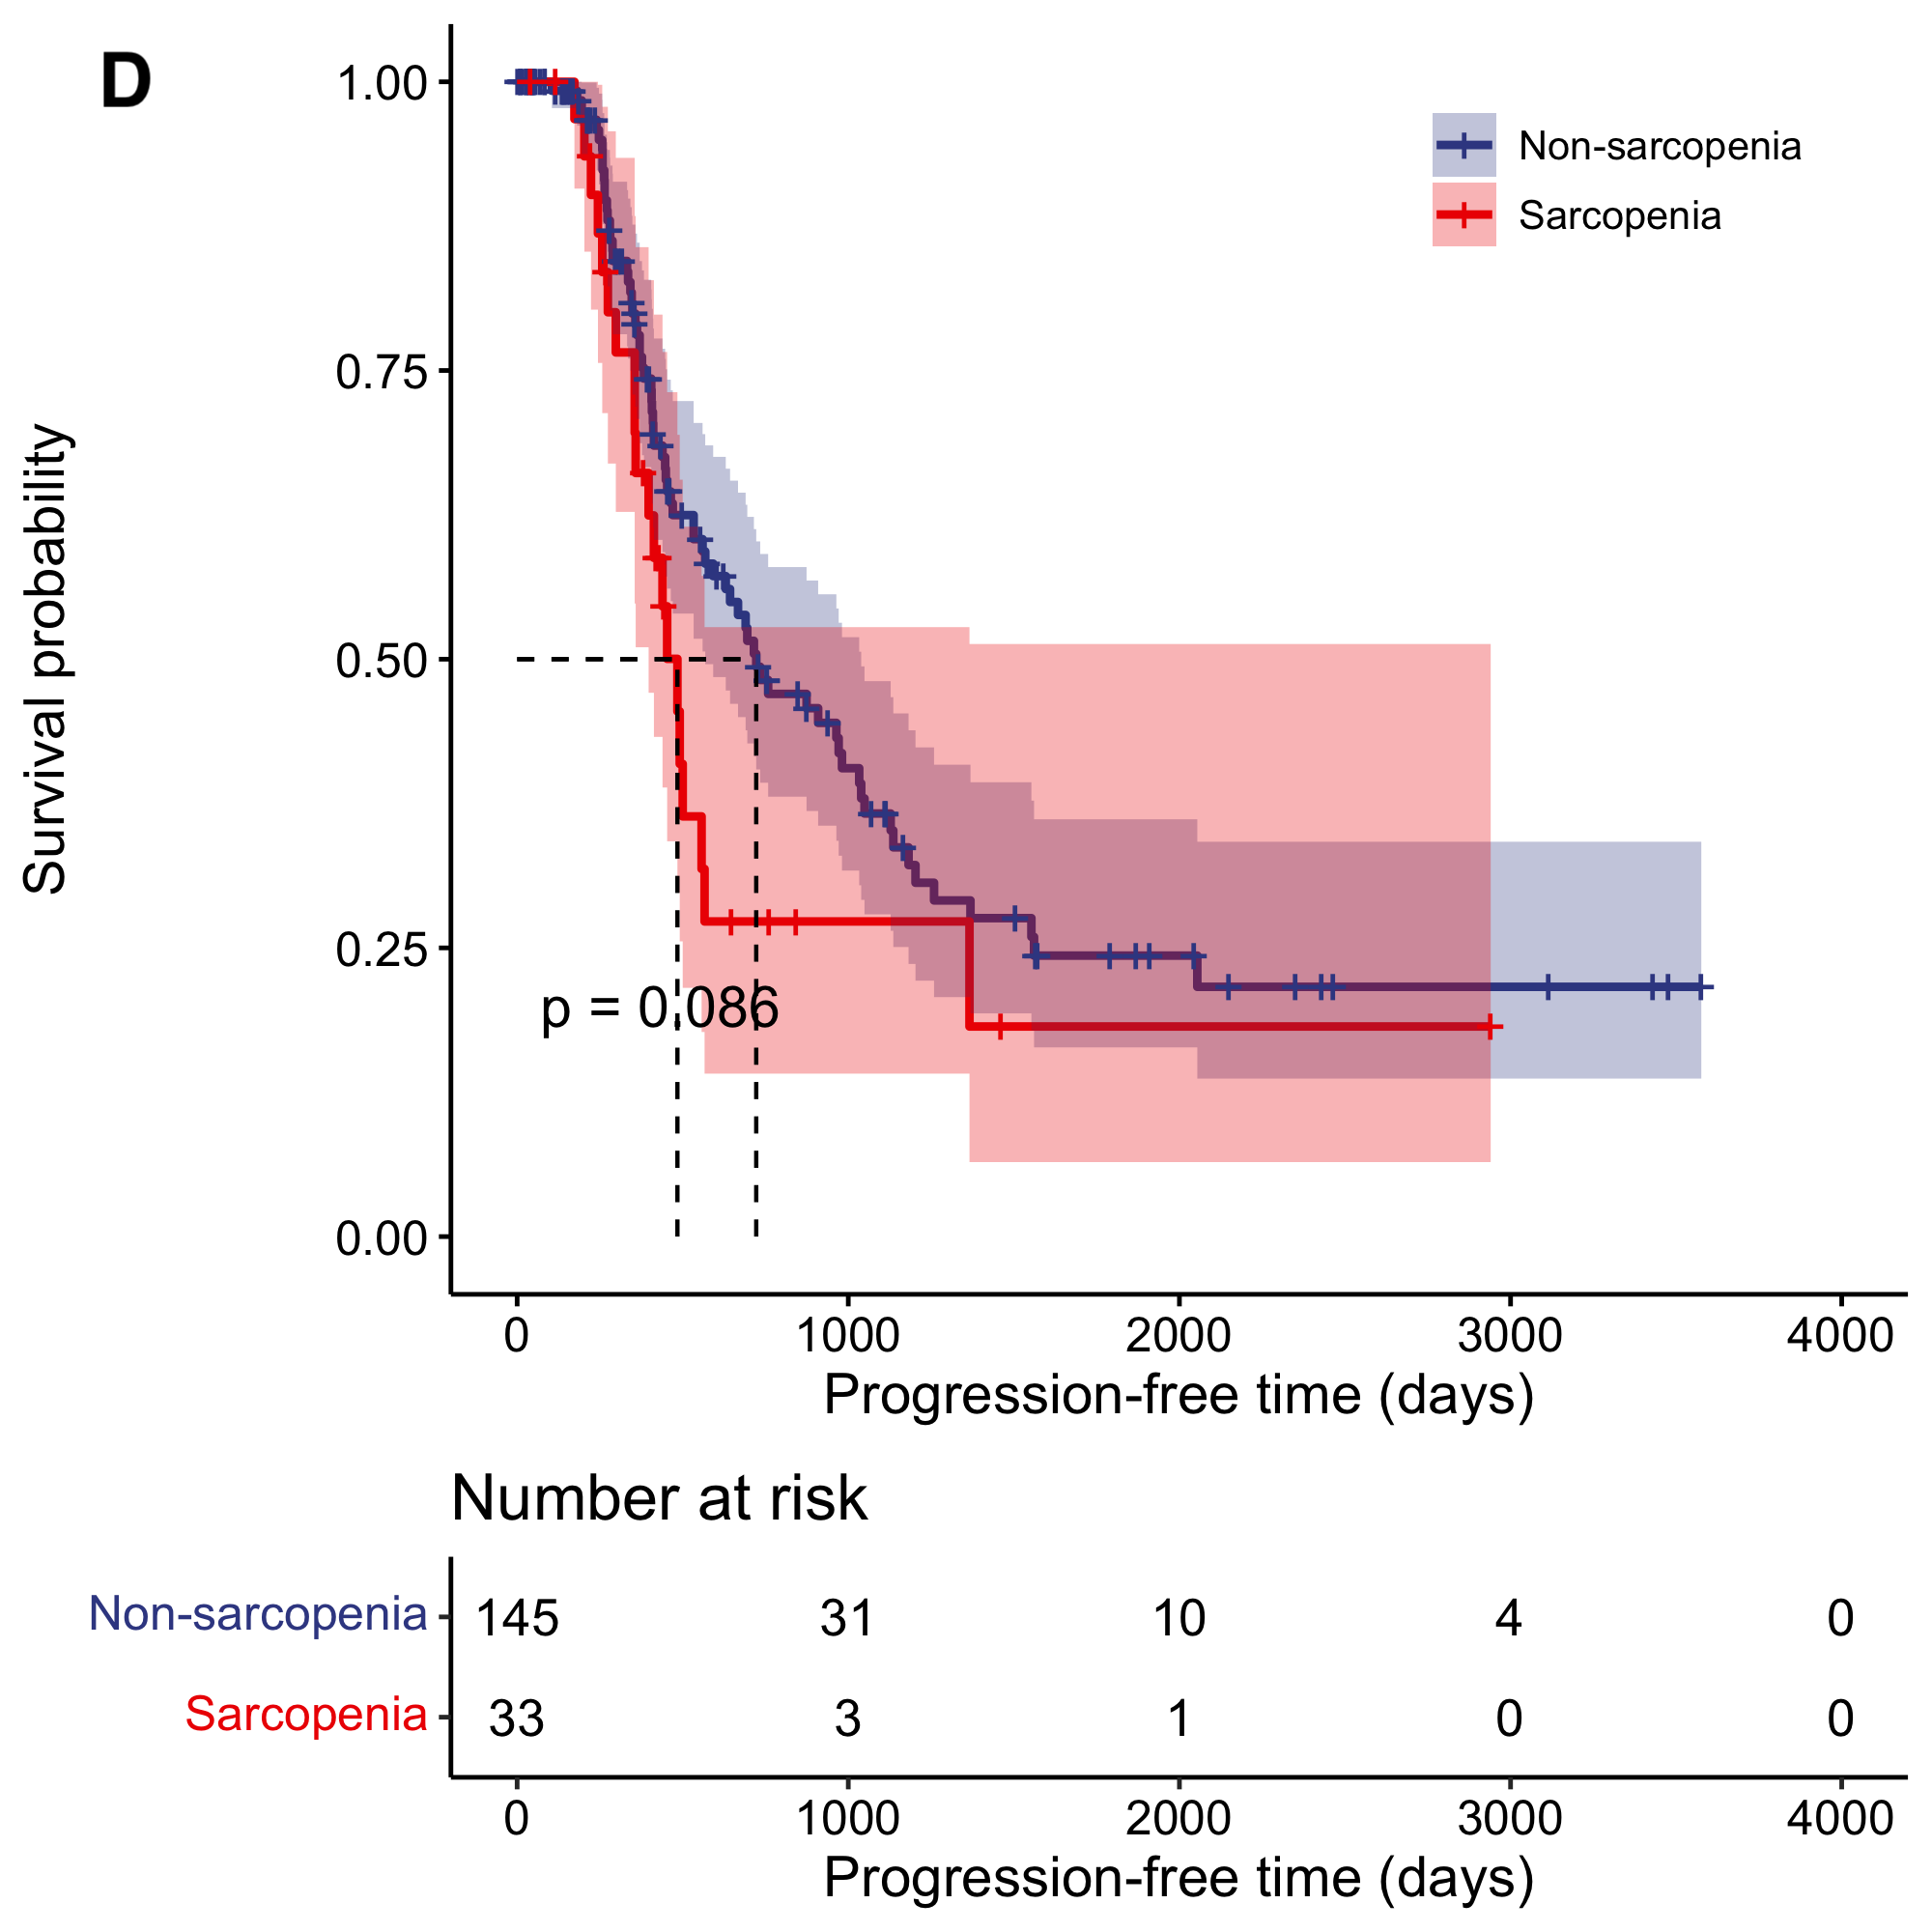 D
1.00
0.75
0.50
0.25
0.00
Survival probability
Non-sarcopenia
Sarcopenia
p = 0.086
0 1000 2000 3000 4000
Progression-free time (days)
Number at risk
Non-sarcopenia 145 31 10 4 0
Sarcopenia 33 3 1 0 0
0 1000 2000 3000 4000
Progression-free time (days)